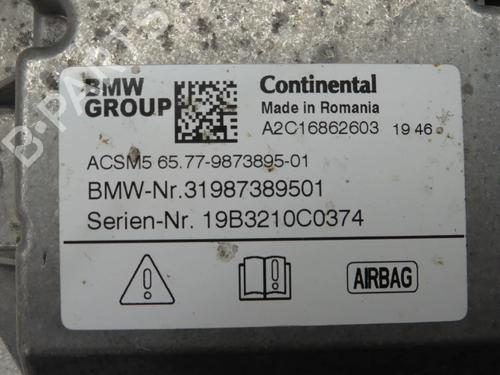 BMW
GROUP
Continental
Made in Romania
A2C16862603 19 46
ACSM5 65.77-9873895-01
BMW-Nr.31987389501
Serien-Nr. 19B3210C0374
AIRBAG
B-PARTS